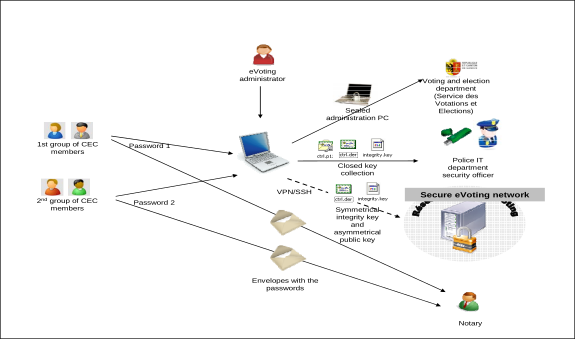 eVoting
administrator
Voting and election
department
(Service des
Votations et
Elections)
Sealed
administration PC
1st group of CEC
members
Password 1
ctrl.p1
ctrl.der
integrity.key
Closed key
collection
Police IT
department
security officer
2nd group of CEC
members
Password 2
VPN/SSH
ctrl.der
integrity.key
Symmetrical
integrity key
and
asymmetrical
public key
Secure eVoting network
Envelopes with the
passwords
Notary